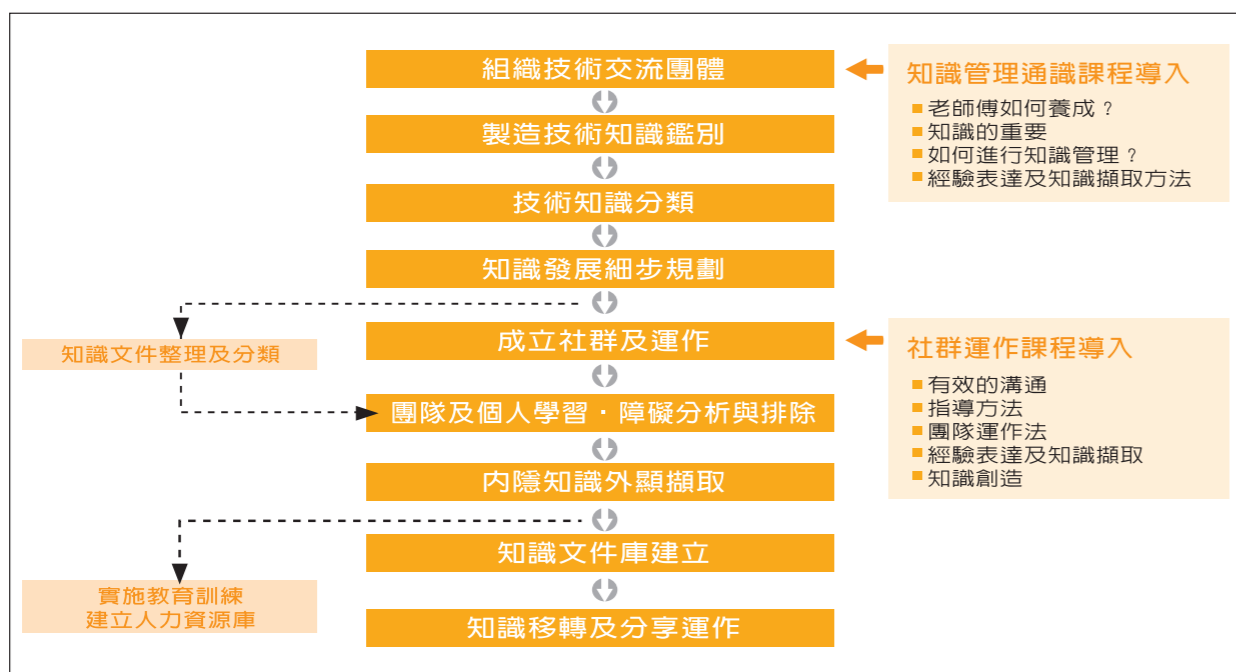 組織技術交流團體
製造技術知識鑑別
技術知識分類
知識發展細步規劃
成立社群及運作
團隊及個人學習・障礙分析與排除
內隱知識外顯擷取
知識文件庫建立
知識移轉及分享運作
知識文件整理及分類
實施教育訓練
建立人力資源庫
知識管理通識課程導入
老師傅如何養成？
知識的重要
如何進行知識管理？
經驗表達及知識擷取方法
社群運作課程導入
有效的溝通
指導方法
團隊運作法
經驗表達及知識擷取
知識創造